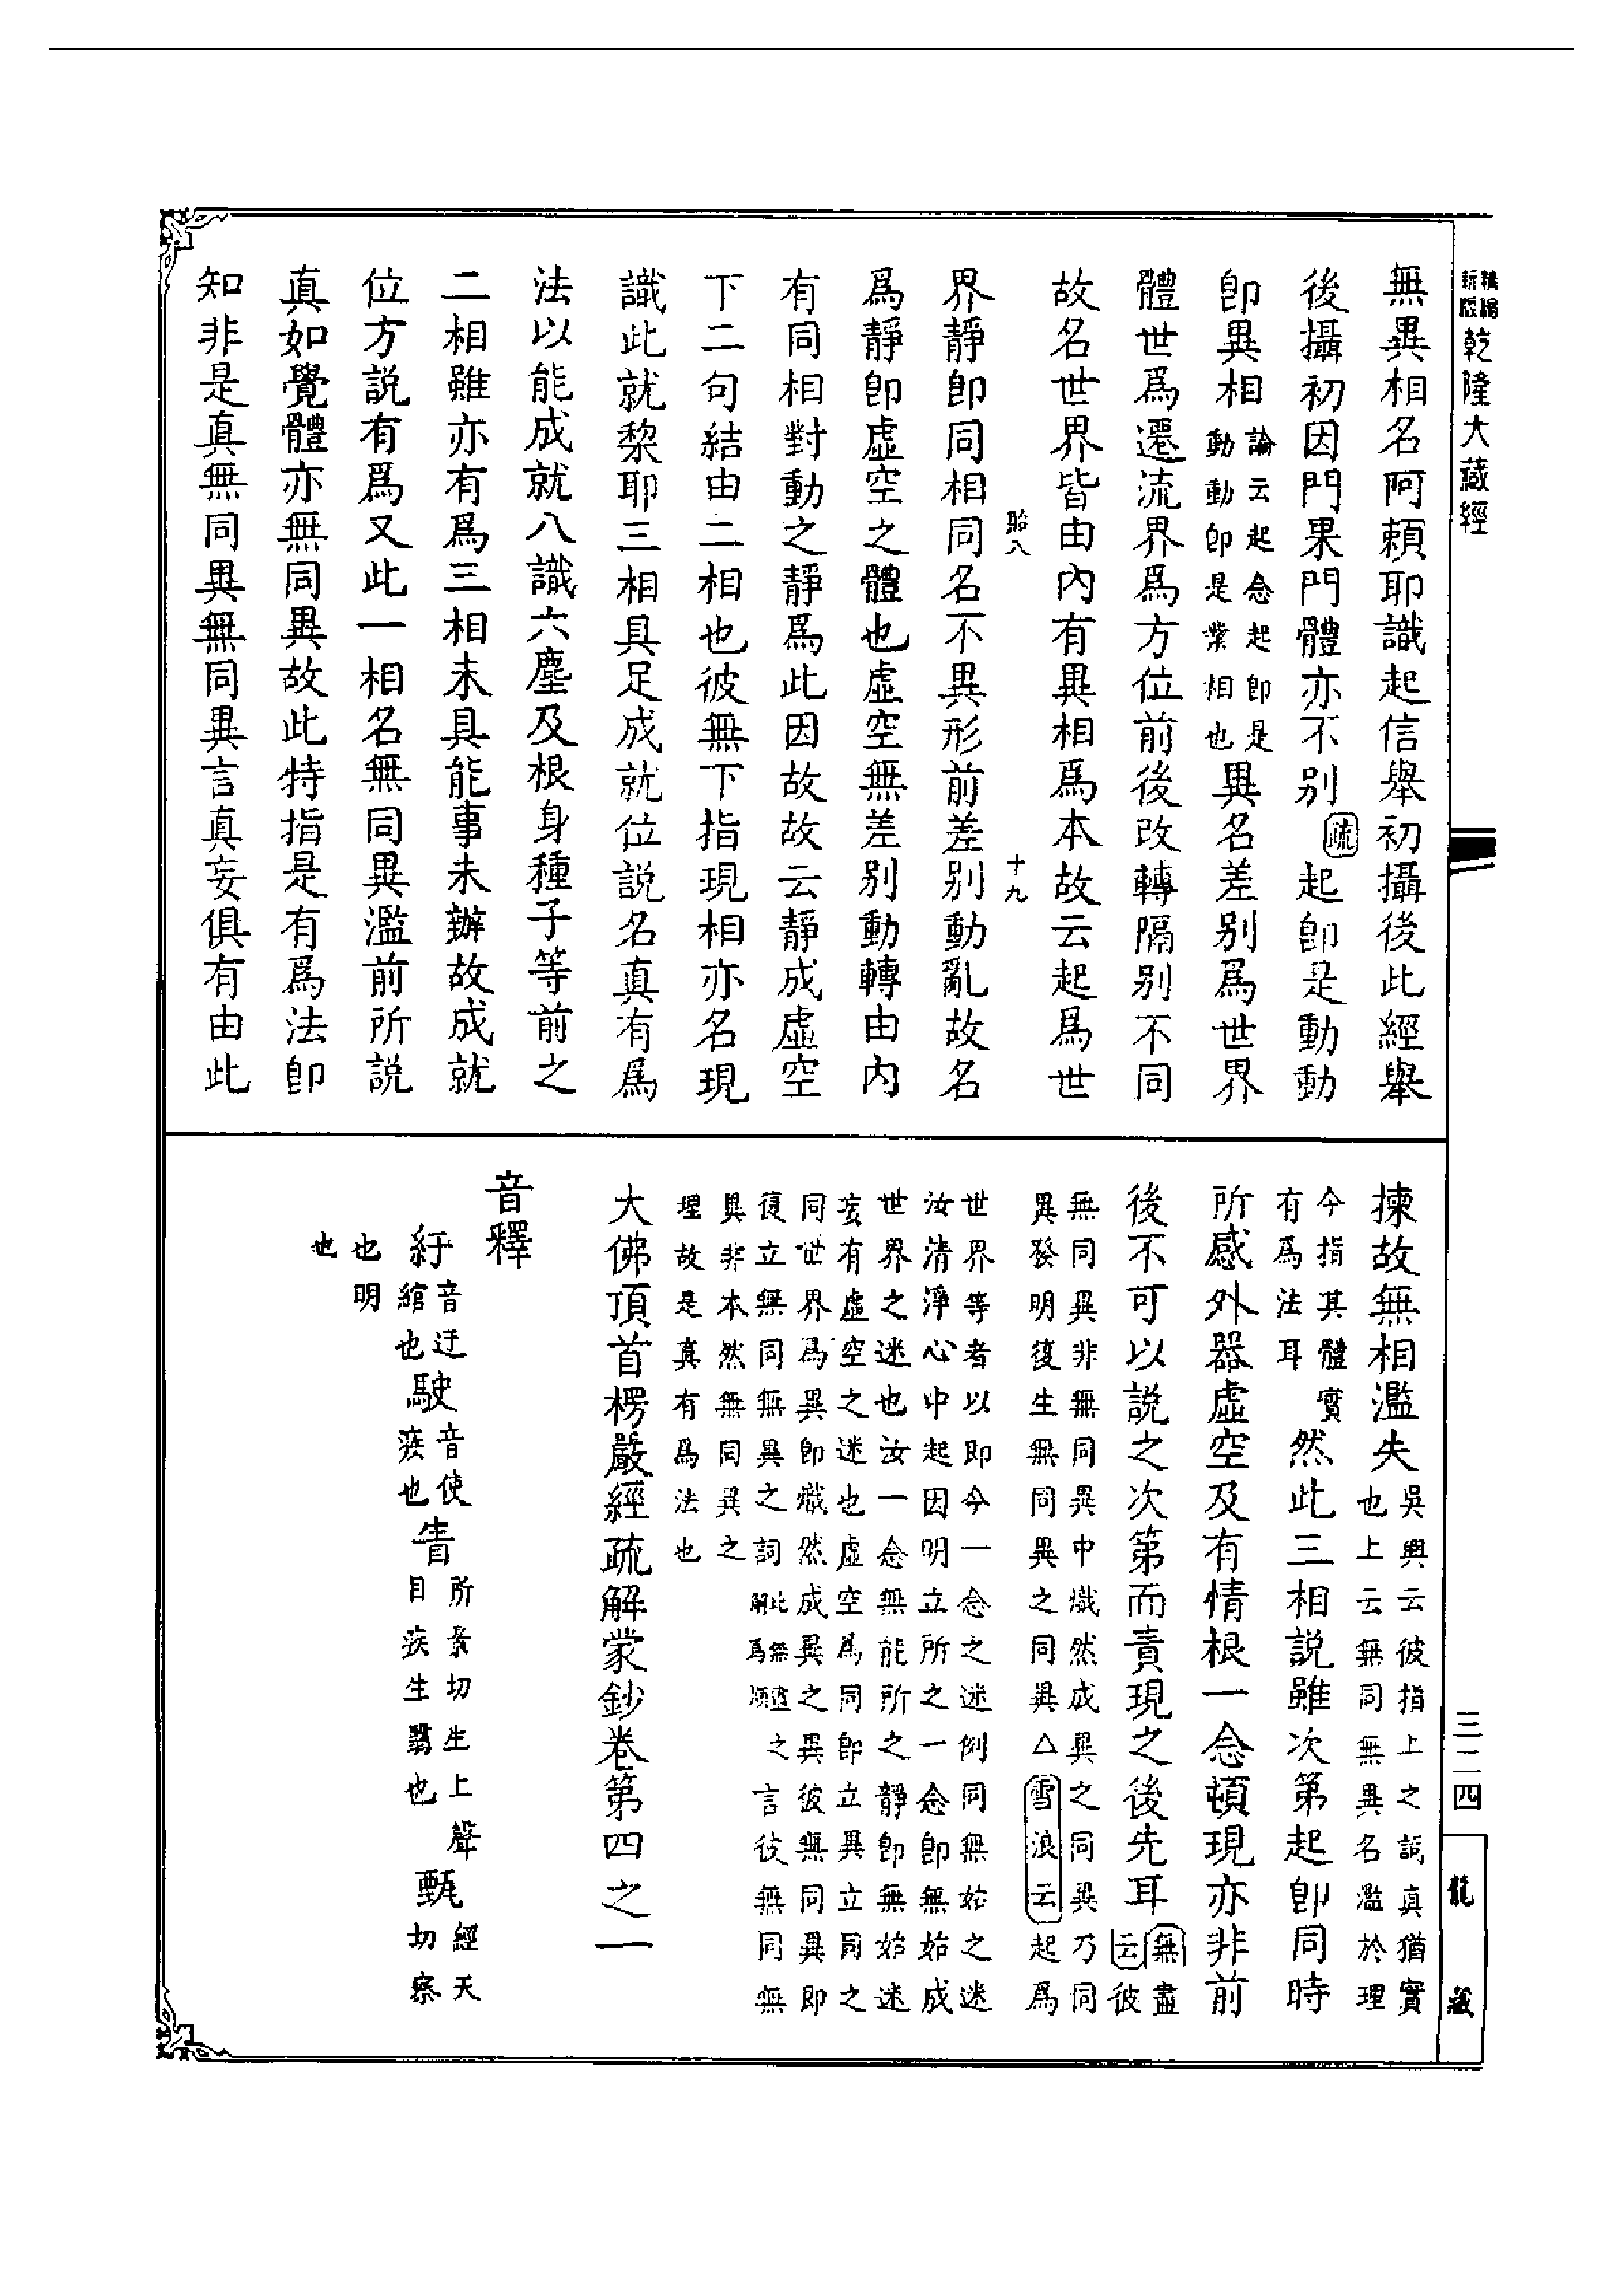 新版
精繕
乾隆大藏經
三二四
龍藏
無異相名阿賴耶識起信舉初攝後此經舉
後攝初因門果門體亦不别疏起即是動動
即異相論云起念起即是動動即是業相也異名差别爲世界
體世爲遷流界爲方位前後改轉隔别不同
故名世界皆由內有異相爲本故云起爲世
貽八 十九
界靜即同相同名不異形前差别動亂故名
爲靜即虛空之體也虛空無差别動轉由內
有同相對動之靜爲此因故故云靜成虛空
下二句結由二相也彼無下指現相亦名現
識此就棃耶三相具足成就位説名真有爲
法以能成就八識六塵及根身種子等前之
二相雖亦有爲三相未具能事未辦故成就
位方説有爲又此一相名無同異濫前所説
真如覺體亦無同異故此特指是有爲法即
知非是真無同異無同異言真妄俱有由此
揀故無相濫失吳興云彼指上之詺真猶實也上云無同無異名濫於理
今指其體實有爲法耳然此三相説雖次第起即同時
所感外器虛空及有情根一念頓現亦非前
後不可以説之次第而責現之後先耳無盡云彼
無同異非無同異中熾然成異之同異乃同
異發明復生無同異之同異△雪浪云起爲
世界等者以即今一念之迷例同無始之迷
汝清淨心中起因明立所之一念即無始成
世界之迷也汝一念無能所之靜即無始迷
妄有虛空之迷也虛空爲同即立異立同之
同世界爲異即熾然成異之異彼無同異即
復立無同無異之詞此無盡解爲順之言彼無同無
異非本然無同異之
理故是真有爲法也
大佛頂首楞嚴經疏解蒙鈔卷第四之一
音釋
紆音迂綰也駛音使疾也眚所景切生上聲目疾生翳也甄經天切察
也明
也